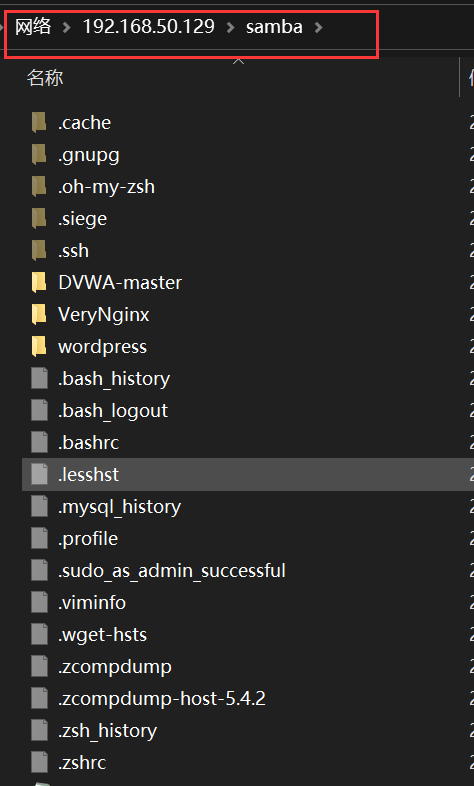 网络 > 192.168.50.129 > samba >
名称
.cache
.gnupg
.oh-my-zsh
.siege
.ssh
DVWA-master
VeryNginx
wordpress
.bash_history
.bash_logout
.bashrc
.lesshst
.mysql_history
.profile
.sudo_as_admin_successful
.viminfo
.wget-hsts
.zcompdump
.zcompdump-host-5.4.2
.zsh_history
.zshrc